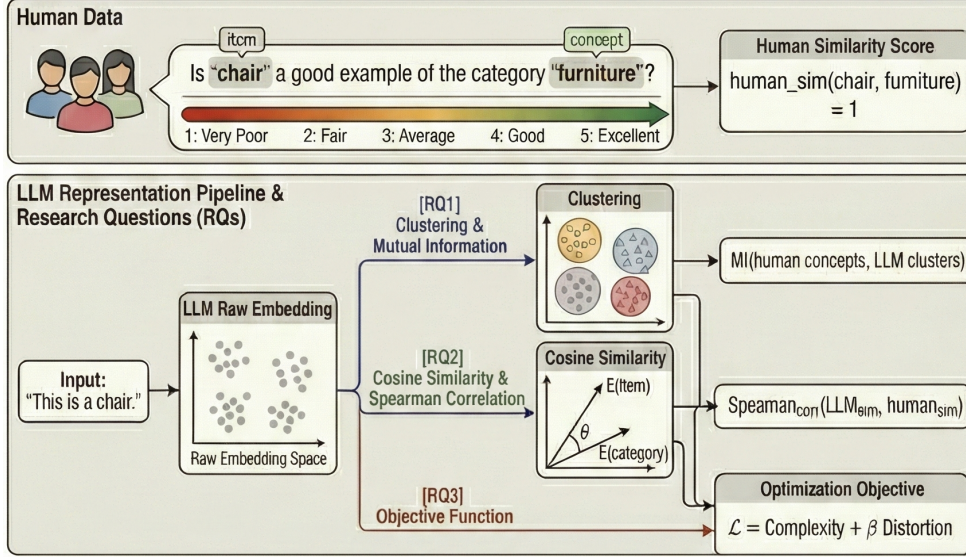 Human Data
itcm
concept
Is "chair" a good example of the category "furniture"?
1: Very Poor 2: Fair 3: Average 4: Good 5: Excellent
Human Similarity Score
human_sim(chair, fumiture)
= 1
LLM Representation Pipeline &
Research Questions (RQs)
[RQ1]
Clustering &
Mutual Information
Clustering
MI(human concepts, LLM clusters)
LLM Raw Embedding
Raw Embedding Space
Input:
"This is a chair."
[RQ2]
Cosine Similarity &
Spearman Correlation
Cosine Similarity
E(Item)
θ
E(category)
Speaman_corr(LLM_sim, human_sim)
[RQ3]
Objective Function
Optimization Objective
ℒ = Complexity + β Distortion